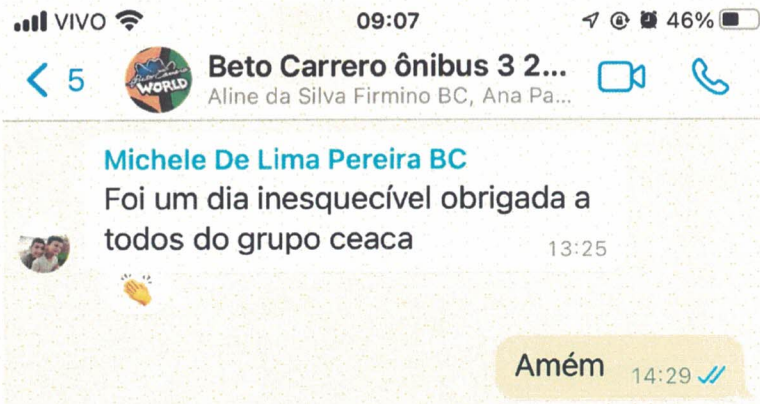 VIVO 09:07 46%
5 Beto Carrero ônibus 3 2...
Aline da Silva Firmino BC, Ana Pa...
WORLD
Michele De Lima Pereira BC
Foi um dia inesquecível obrigada a
todos do grupo ceaca 13:25
👏
Amém 14:29